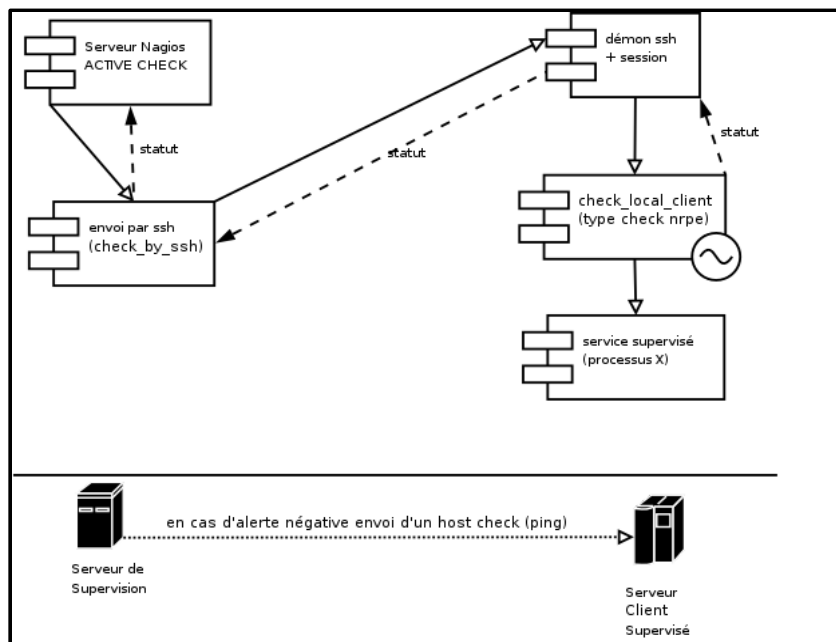 Serveur Nagios
ACTIVE CHECK
démon ssh
+ session
statut
statut
statut
envoi par ssh
(check_by_ssh)
check_local_client
(type check nrpe)
service supervisé
(processus X)
en cas d'alerte négative envoi d'un host check (ping)
Serveur de
Supervision
Serveur
Client
Supervisé